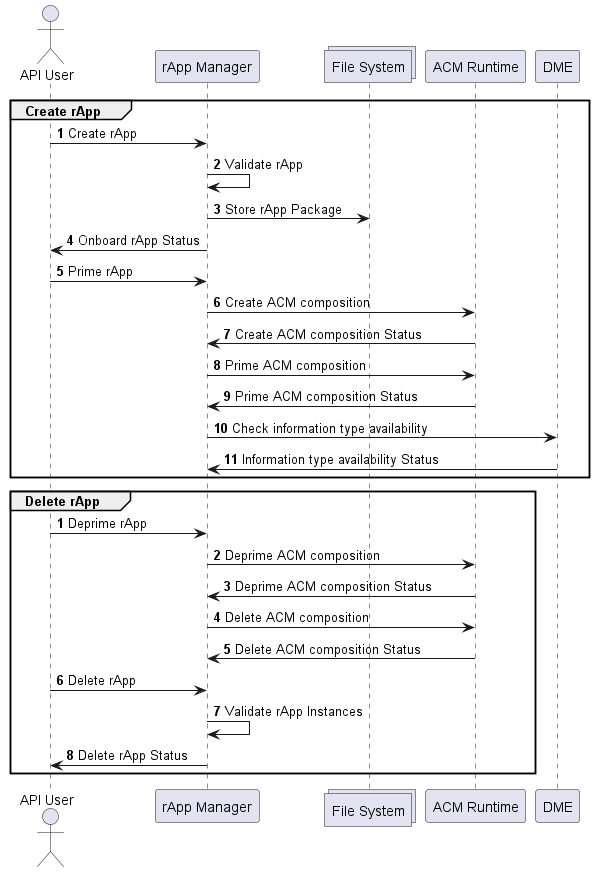 API User
rApp Manager
File System
ACM Runtime
DME
Create rApp
1 Create rApp
2 Validate rApp
3 Store rApp Package
4 Onboard rApp Status
5 Prime rApp
6 Create ACM composition
7 Create ACM composition Status
8 Prime ACM composition
9 Prime ACM composition Status
10 Check information type availability
11 Information type availability Status
Delete rApp
1 Deprime rApp
2 Deprime ACM composition
3 Deprime ACM composition Status
4 Delete ACM composition
5 Delete ACM composition Status
6 Delete rApp
7 Validate rApp Instances
8 Delete rApp Status
API User
rApp Manager
File System
ACM Runtime
DME